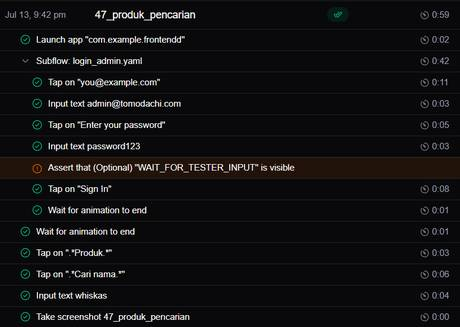 Jul 13, 9:42 pm 47_produk_pencarian 0:59
Launch app "com.example.frontendd" 0:02
Subflow: login_admin.yaml 0:42
Tap on "you@example.com" 0:11
Input text admin@tomodachi.com 0:03
Tap on "Enter your password" 0:05
Input text password123 0:03
Assert that (Optional) "WAIT_FOR_TESTER_INPUT" is visible
Tap on "Sign In" 0:08
Wait for animation to end 0:01
Wait for animation to end 0:01
Tap on ".*Produk.*" 0:03
Tap on ".*Cari nama.*" 0:06
Input text whiskas 0:04
Take screenshot 47_produk_pencarian 0:00